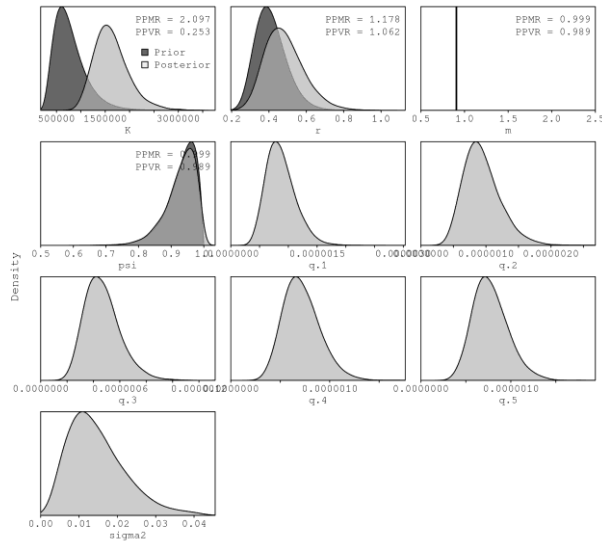 PPMR = 2.097
PPVR = 0.253
Prior
Posterior
500000 1500000 3000000
K
PPMR = 1.178
PPVR = 1.062
0.2 0.4 0.6 0.8 1.0
r
PPMR = 0.999
PPVR = 0.989
0.5 1.0 1.5 2.0 2.5
m
PPVR = 0.989
0.5 0.6 0.7 0.8 0.9
psi
0.0000015
q.1
0.0000010 0.0000020
q.2
Density
0.0000000 0.0000006
q.3
0.0000010
q.4
0.0000010
q.5
0.00 0.01 0.02 0.03 0.04
sigma2